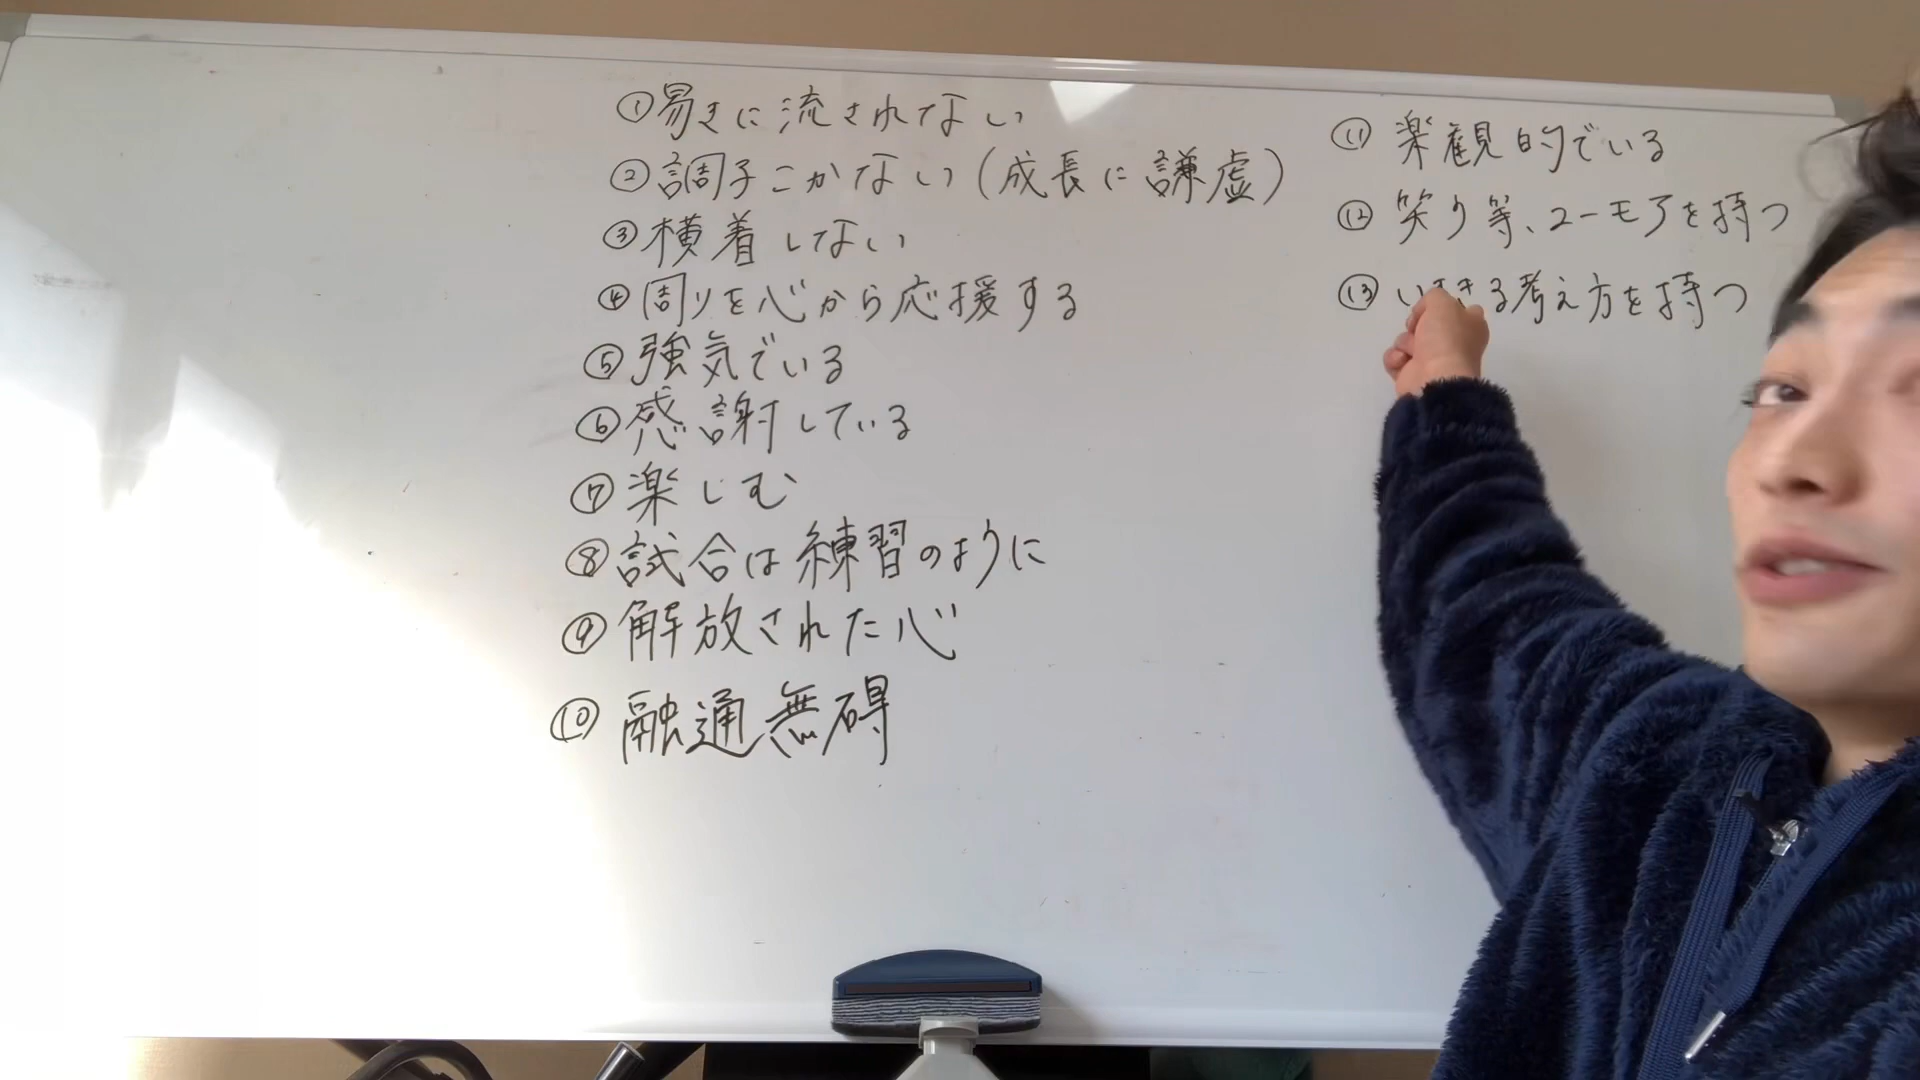 ①易きに流されない
②調子こかない(成長に謙虚)
③横着しない
④周りを心から応援する
⑤強気でいる
⑥感謝している
⑦楽しむ
⑧試合は練習のように
⑨解放された心
⑩融通無碍
⑪楽観的でいる
⑫笑う等、ユーモアを持つ
⑬考え方を持つ